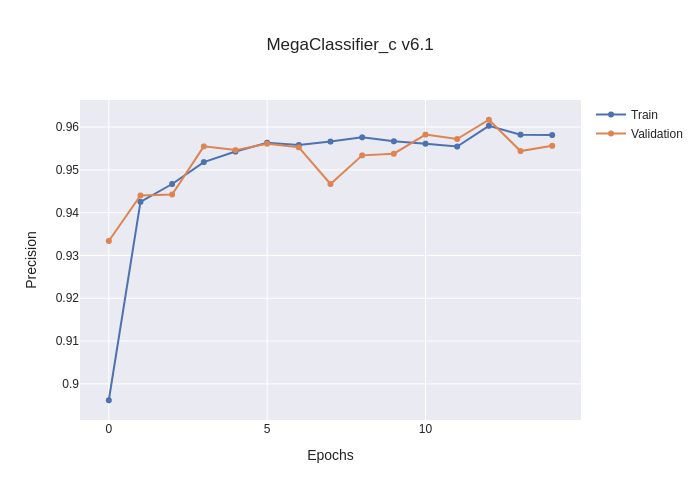 MegaClassifier_c v6.1
Train
Validation
0.96
0.95
0.94
0.93
0.92
0.91
0.9
Precision
0
5
10
Epochs